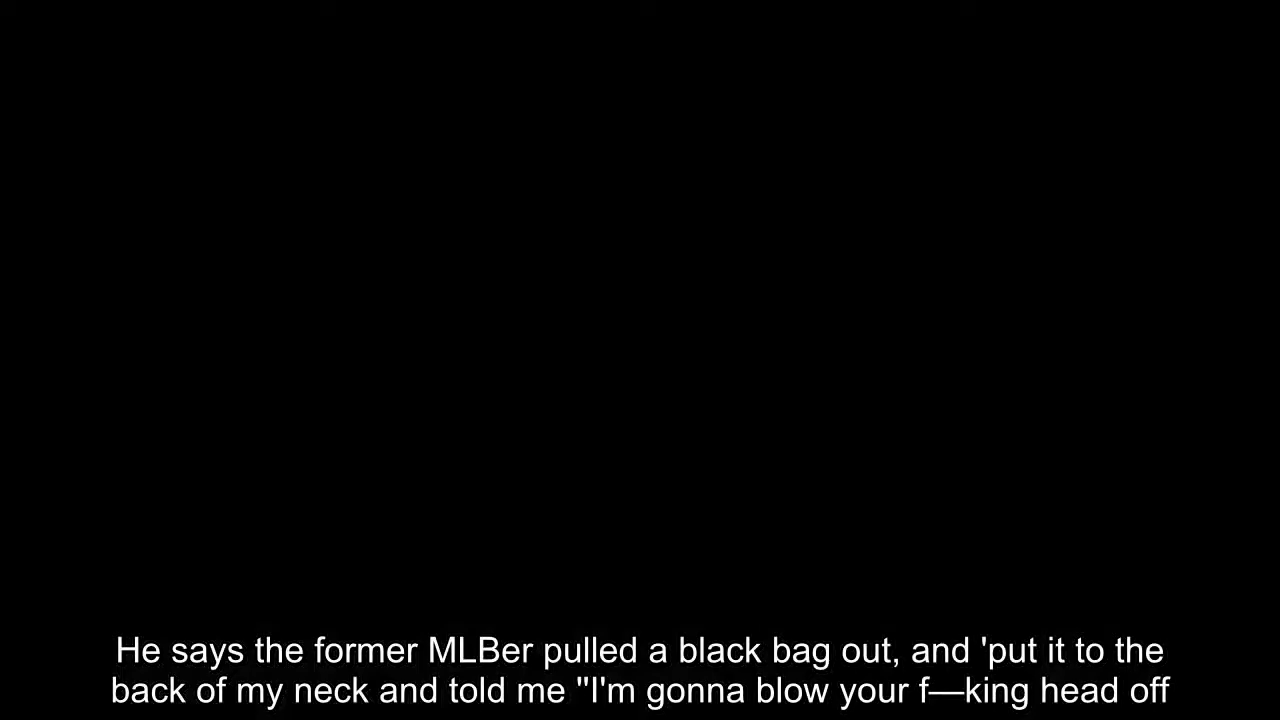 He says the former MLBer pulled a black bag out, and 'put it to the
back of my neck and told me "I'm gonna blow your f—king head off